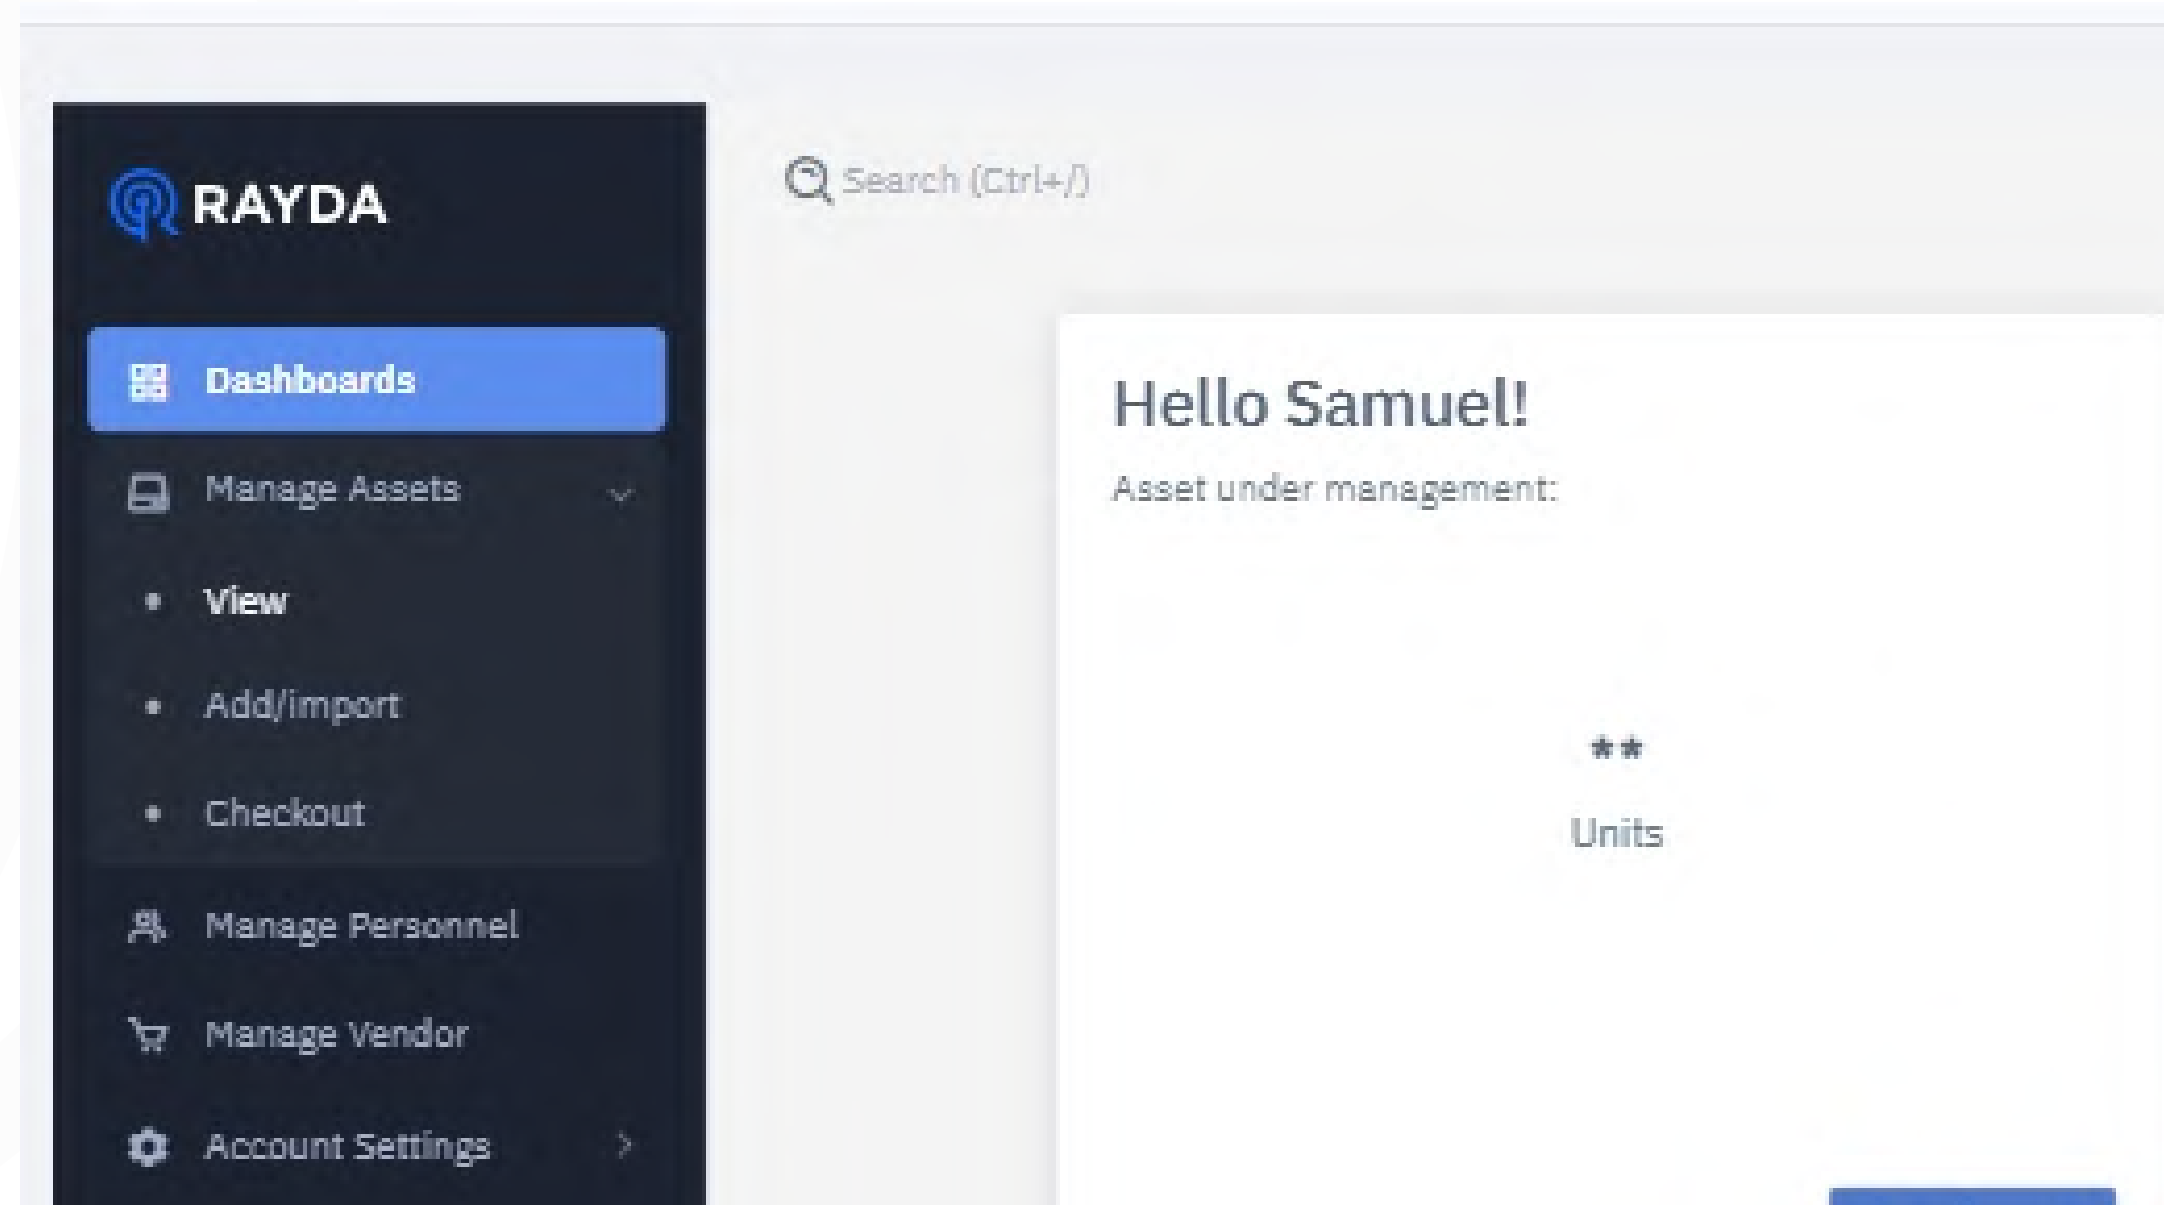 RAYDA
Search (Ctrl+/)
Dashboards
Manage Assets
View
Add/import
Checkout
Manage Personnel
Manage Vendor
Account Settings
Hello Samuel!
Asset under management:
**
Units